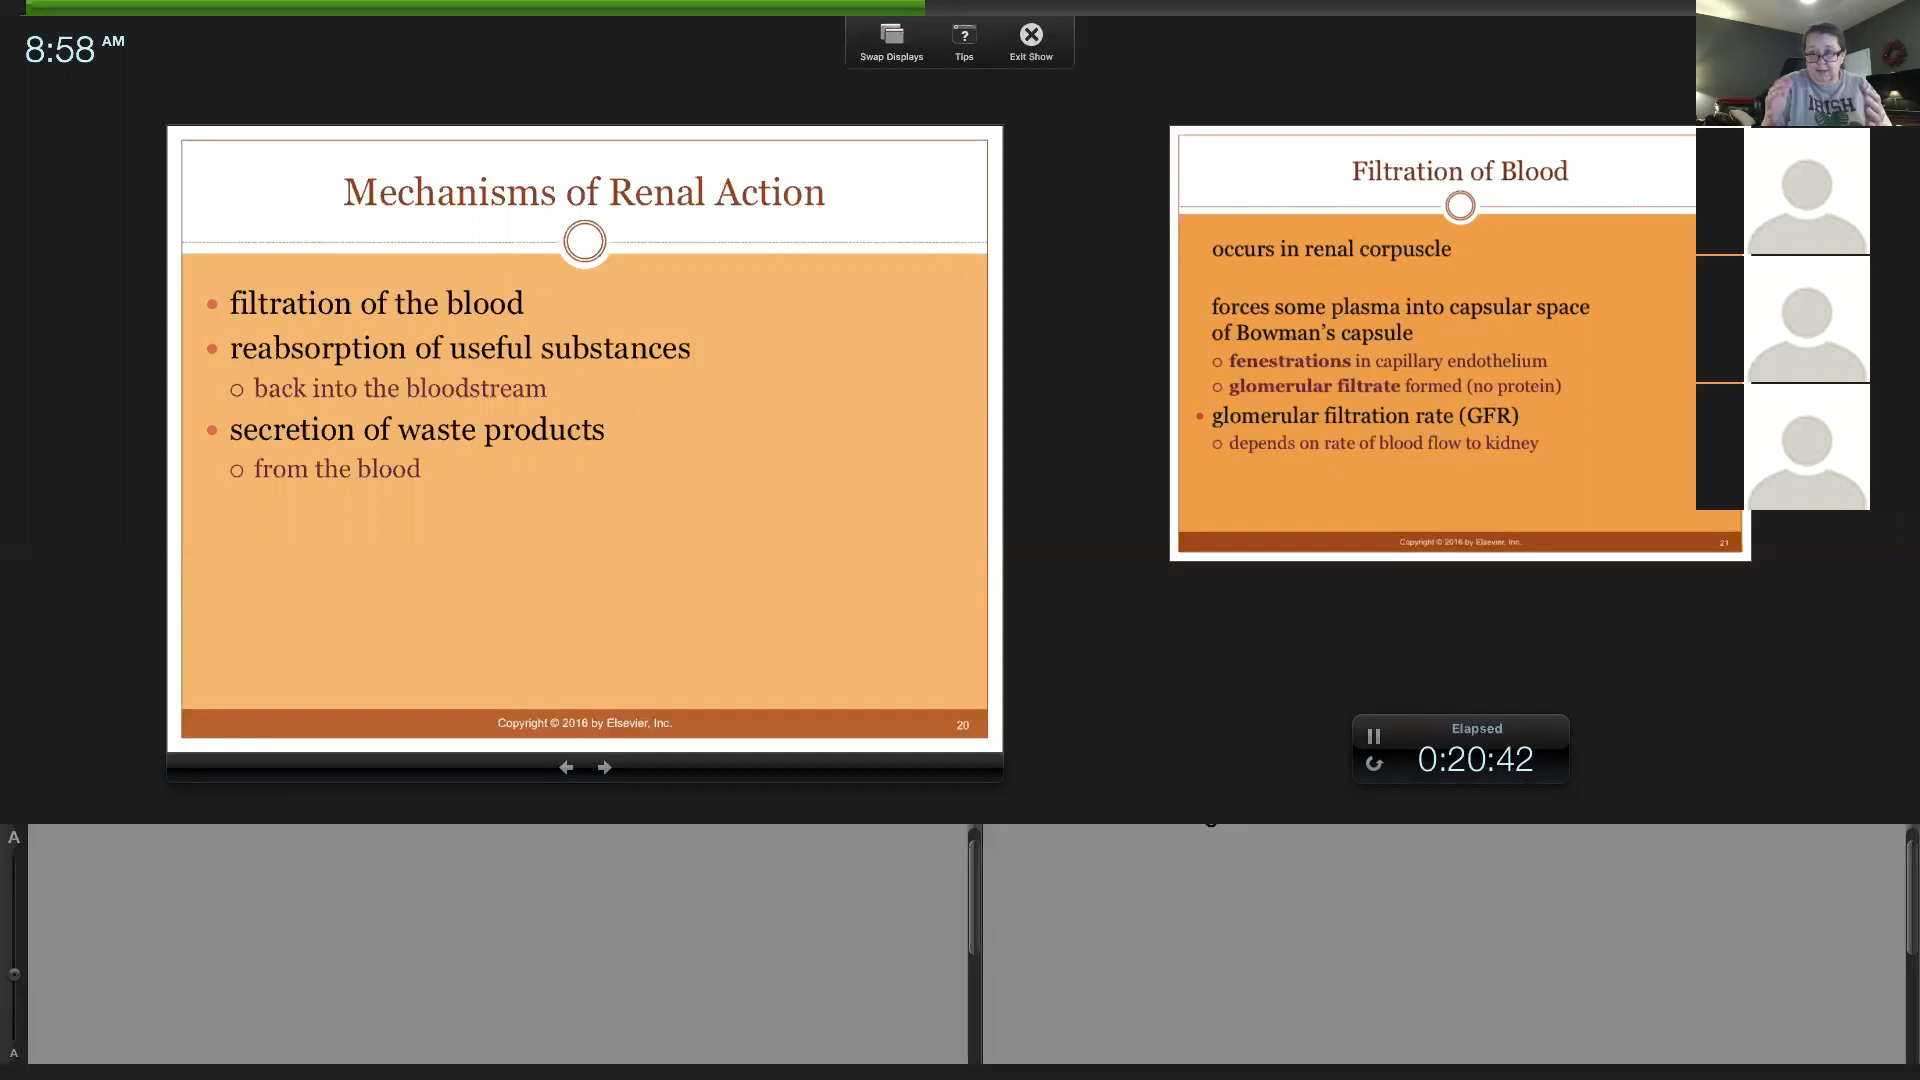 8:58 AM
Swap Displays
Tips
Exit Show
IRISH
Mechanisms of Renal Action
• filtration of the blood
• reabsorption of useful substances
○ back into the bloodstream
• secretion of waste products
○ from the blood
Copyright © 2016 by Elsevier, Inc.
20
Filtration of Blood
occurs in renal corpuscle
forces some plasma into capsular space
of Bowman’s capsule
○ fenestrations in capillary endothelium
○ glomerular filtrate formed (no protein)
• glomerular filtration rate (GFR)
○ depends on rate of blood flow to kidney
Copyright © 2016 by Elsevier, Inc.
21
Elapsed
0:20:42
A
A